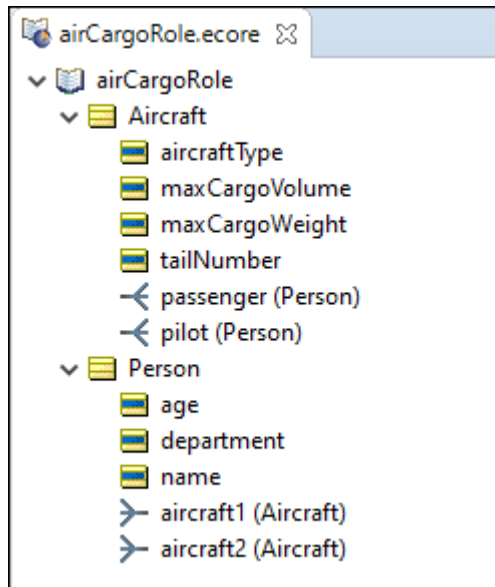 airCargoRole.ecore
airCargoRole
Aircraft
aircraftType
maxCargoVolume
maxCargoWeight
tailNumber
passenger (Person)
pilot (Person)
Person
age
department
name
aircraft1 (Aircraft)
aircraft2 (Aircraft)